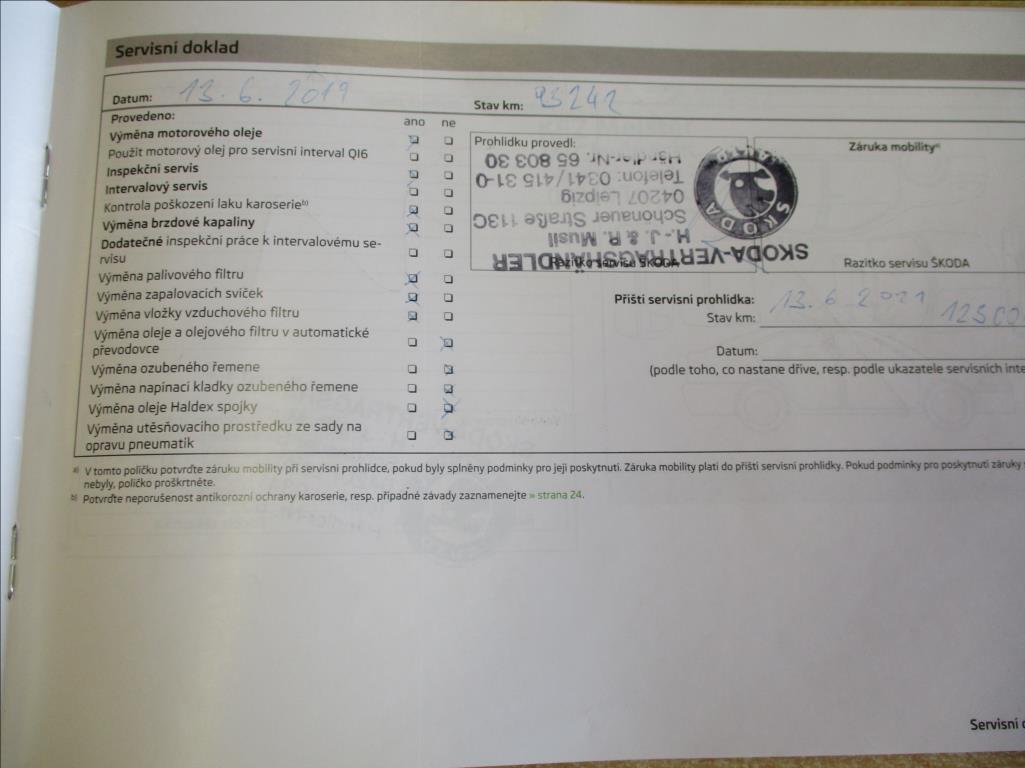 Servisní doklad
Datum: 13. 6. 2019
Stav km: 93242
Provedeno:
ano ne
Výměna motorového oleje
Použit motorový olej pro servisní interval QI6
Inspekční servis
Intervalový servis
Kontrola poškození laku karoserieᵇ⁾
Výměna brzdové kapaliny
Dodatečné inspekční práce k intervalovému se-
rvisu
Výměna palivového filtru
Výměna zapalovacích svíček
Výměna vložky vzduchového filtru
Výměna oleje a olejového filtru v automatické
převodovce
Výměna ozubeného řemene
Výměna napínací kladky ozubeného řemene
Výměna oleje Haldex spojky
Výměna utěsňovacího prostředku ze sady na
opravu pneumatik
Prohlídku provedl:
SKODA-VERTRAGSHÄNDLER
H.- J. & R. Musil
Schönauer Straße 113C
04207 Leipzig
Telefon: 0341/415 31-0
Händler-Nr. 65 803 30
SKODA
Razítko servisu ŠKODA
Záruka mobilityᵃ⁾
Razítko servisu ŠKODA
Příští servisní prohlídka: 13. 6 2021
Stav km: 12500
Datum:
(podle toho, co nastane dříve, resp. podle ukazatele servisních inte
ᵃ⁾ V tomto políčku potvrďte záruku mobility při servisní prohlídce, pokud byly splněny podmínky pro její poskytnutí. Záruka mobility platí do příští servisní prohlídky. Pokud podmínky pro poskytnutí záruky
nebyly, políčko proškrtněte.
ᵇ⁾ Potvrďte neporušenost antikorozní ochrany karoserie, resp. případné závady zaznamenejte » strana 24.
Servisní